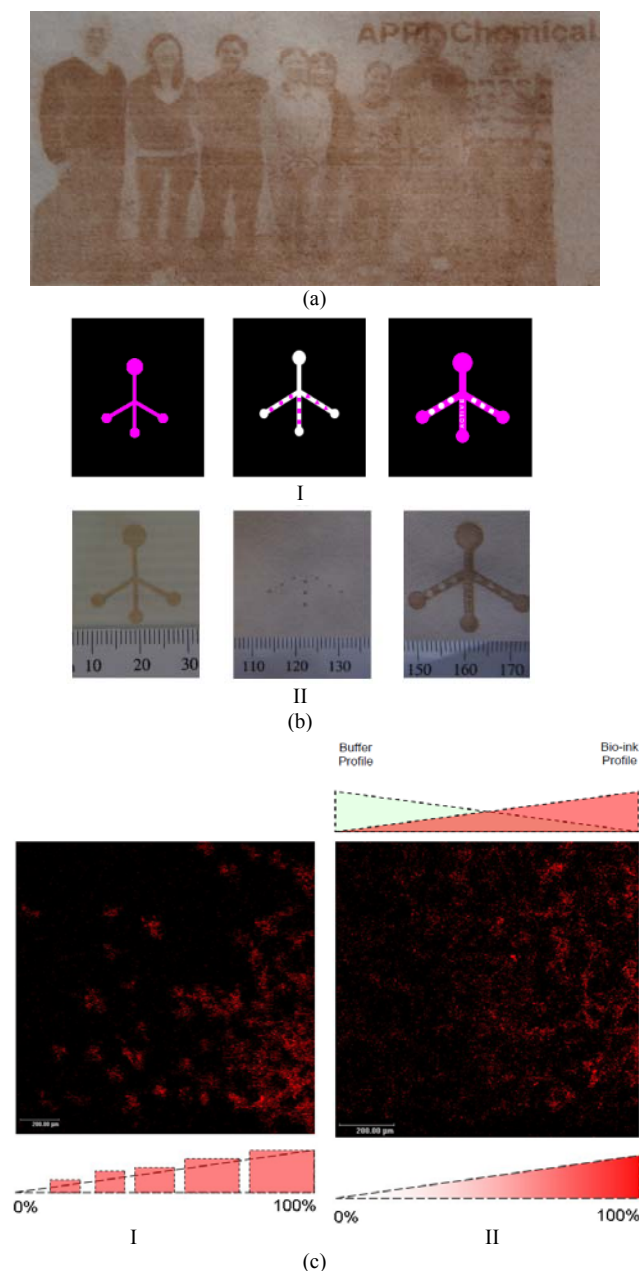 APPI Chemical
(a)
I
10 20 30
110 120 130
150 160 170
II
(b)
Buffer
Profile
Bio-ink
Profile
200.00 µm
200.00 µm
0% 100%
0% 100%
I II
(c)